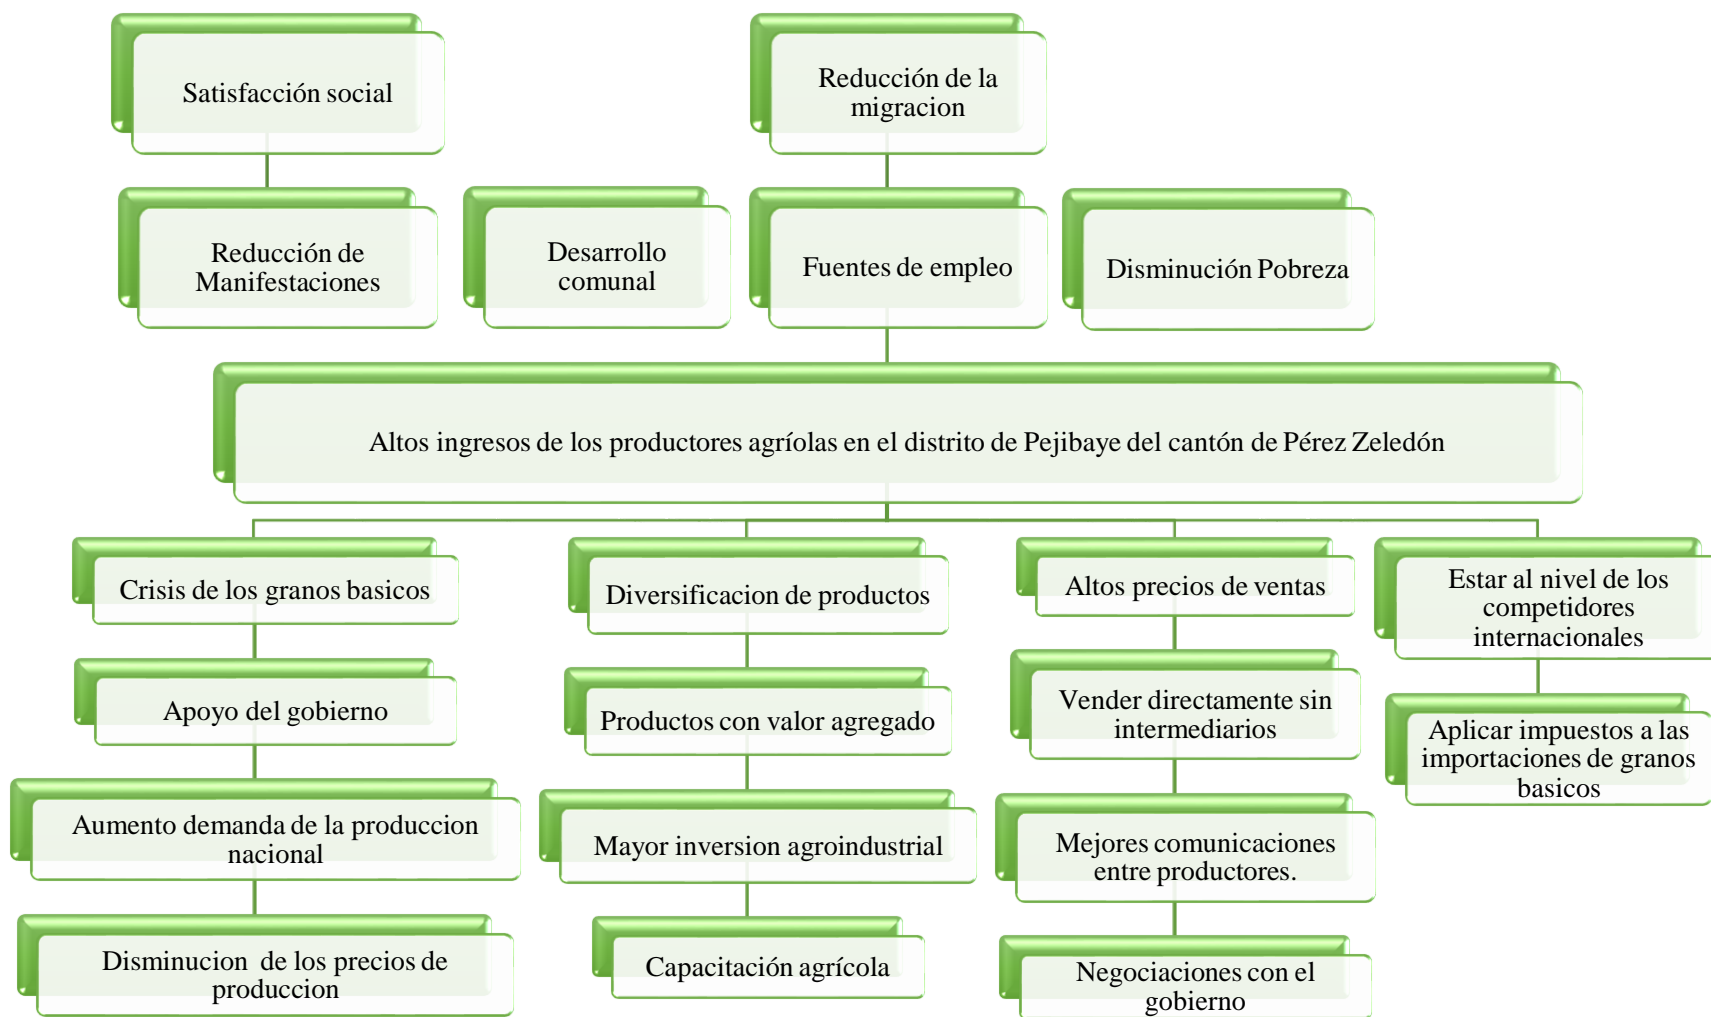 Satisfacción social
Reducción de la
migracion
Reducción de
Manifestaciones
Desarrollo
comunal
Fuentes de empleo
Disminución Pobreza
Altos ingresos de los productores agríolas en el distrito de Pejibaye del cantón de Pérez Zeledón
Crisis de los granos basicos
Apoyo del gobierno
Aumento demanda de la produccion
nacional
Disminucion de los precios de
produccion
Diversificacion de productos
Productos con valor agregado
Mayor inversion agroindustrial
Capacitación agrícola
Altos precios de ventas
Vender directamente sin
intermediarios
Mejores comunicaciones
entre productores.
Negociaciones con el
gobierno
Estar al nivel de los
competidores
internacionales
Aplicar impuestos a las
importaciones de granos
basicos